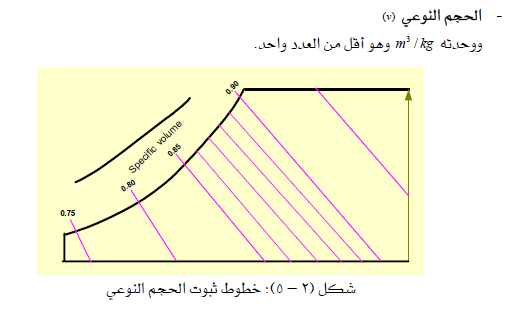 - الحجم النوعي (v)
ووحدته m³ / kg وهو أقل من العدد واحد.
0.90
Specific volume
0.85
0.80
0.75
شكل (٢ – ٥): خطوط ثبوت الحجم النوعي